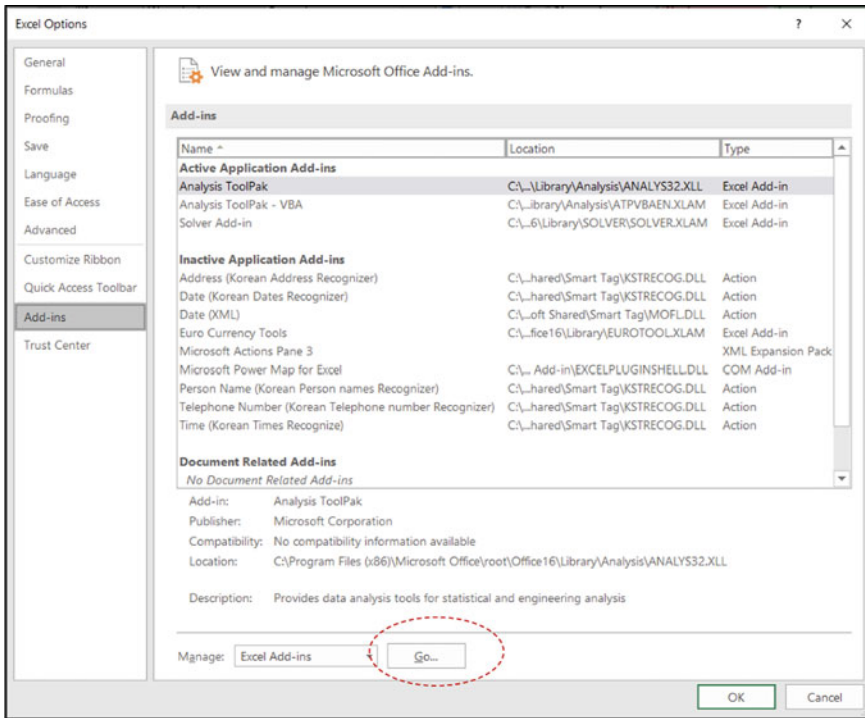 Excel Options ? ×
General
Formulas
Proofing
Save
Language
Ease of Access
Advanced
Customize Ribbon
Quick Access Toolbar
Add-ins
Trust Center
View and manage Microsoft Office Add-ins.
Add-ins
Name Location Type
Active Application Add-ins
Analysis ToolPak C:\...\Library\Analysis\ANALYS32.XLL Excel Add-in
Analysis ToolPak - VBA C:\...ibrary\Analysis\ATPVBAEN.XLAM Excel Add-in
Solver Add-in C:\...6\Library\SOLVER\SOLVER.XLAM Excel Add-in
Inactive Application Add-ins
Address (Korean Address Recognizer) C:\...hared\Smart Tag\KSTRECOG.DLL Action
Date (Korean Dates Recognizer) C:\...hared\Smart Tag\KSTRECOG.DLL Action
Date (XML) C:\...oft Shared\Smart Tag\MOFL.DLL Action
Euro Currency Tools C:\...fice16\Library\EUROTOOL.XLAM Excel Add-in
Microsoft Actions Pane 3 XML Expansion Pack
Microsoft Power Map for Excel C:\... Add-in\EXCELPLUGINSHELL.DLL COM Add-in
Person Name (Korean Person names Recognizer) C:\...hared\Smart Tag\KSTRECOG.DLL Action
Telephone Number (Korean Telephone number Recognizer) C:\...hared\Smart Tag\KSTRECOG.DLL Action
Time (Korean Times Recognize) C:\...hared\Smart Tag\KSTRECOG.DLL Action
Document Related Add-ins
No Document Related Add-ins
Add-in: Analysis ToolPak
Publisher: Microsoft Corporation
Compatibility: No compatibility information available
Location: C:\Program Files (x86)\Microsoft Office\root\Office16\Library\Analysis\ANALYS32.XLL
Description: Provides data analysis tools for statistical and engineering analysis
Manage: Excel Add-ins Go...
OK Cancel